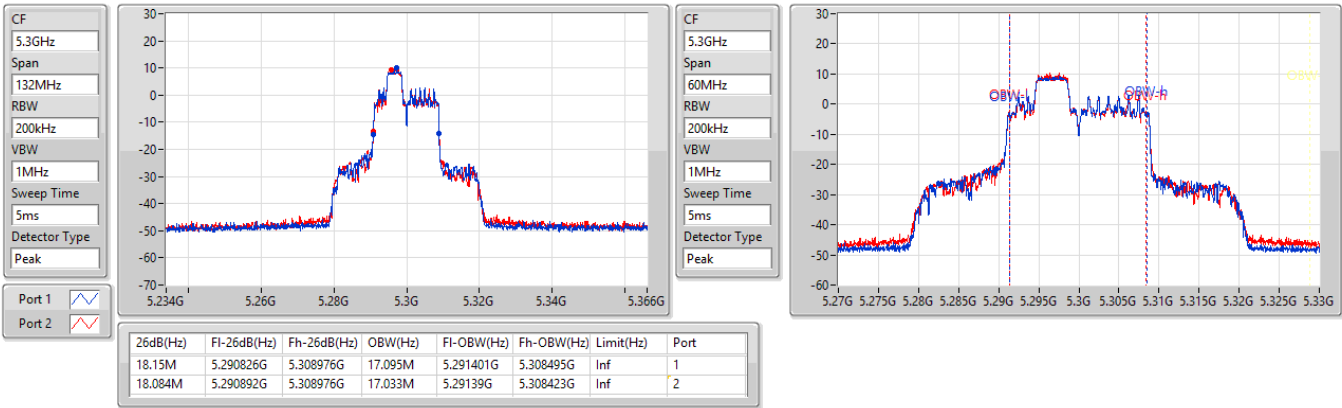 CF
5.3GHz
Span
132MHz
RBW
200kHz
VBW
1MHz
Sweep Time
5ms
Detector Type
Peak
Port 1
Port 2
30
20
10
0
-10
-20
-30
-40
-50
-60
-70
5.234G 5.26G 5.28G 5.3G 5.32G 5.34G 5.366G
CF
5.3GHz
Span
60MHz
RBW
200kHz
VBW
1MHz
Sweep Time
5ms
Detector Type
Peak
30
20
10
0
-10
-20
-30
-40
-50
-60
OBW-l OBW-h
5.27G 5.275G 5.28G 5.285G 5.29G 5.295G 5.3G 5.305G 5.31G 5.315G 5.32G 5.325G 5.33G
26dB(Hz) Fl-26dB(Hz) Fh-26dB(Hz) OBW(Hz) Fl-OBW(Hz) Fh-OBW(Hz) Limit(Hz) Port
18.15M 5.290826G 5.308976G 17.095M 5.291401G 5.308495G Inf 1
18.084M 5.290892G 5.308976G 17.033M 5.29139G 5.308423G Inf 2